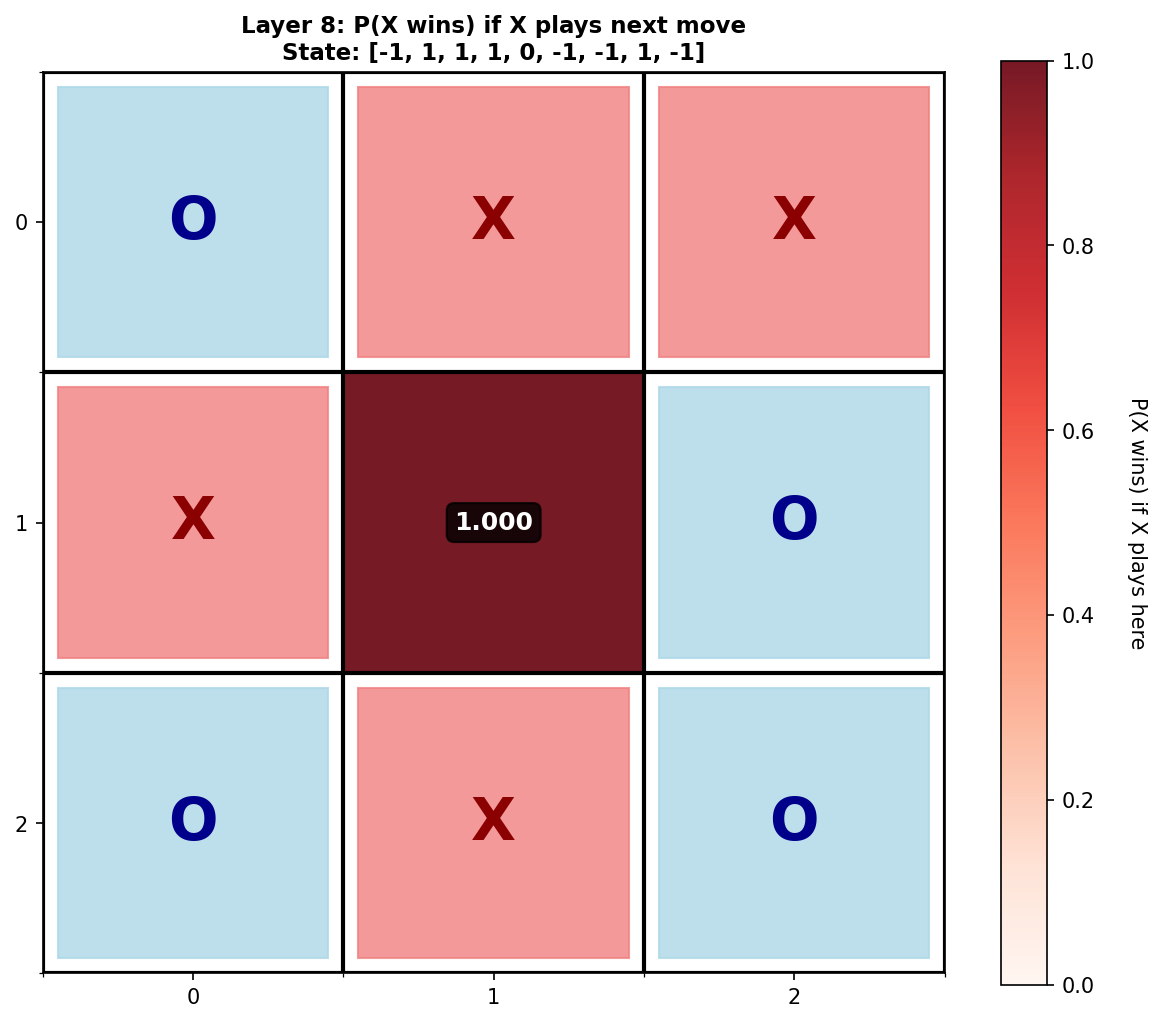 Layer 8: P(X wins) if X plays next move
State: [-1, 1, 1, 1, 0, -1, -1, 1, -1]
0
O
X
X
1
X
1.000
O
2
O
X
O
0
1
2
1.0
0.8
0.6
0.4
0.2
0.0
P(X wins) if X plays here